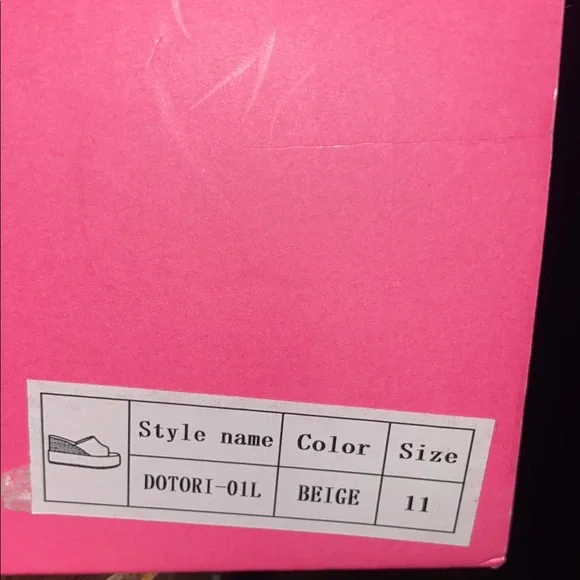 Style name Color Size
DOTORI-01L BEIGE 11